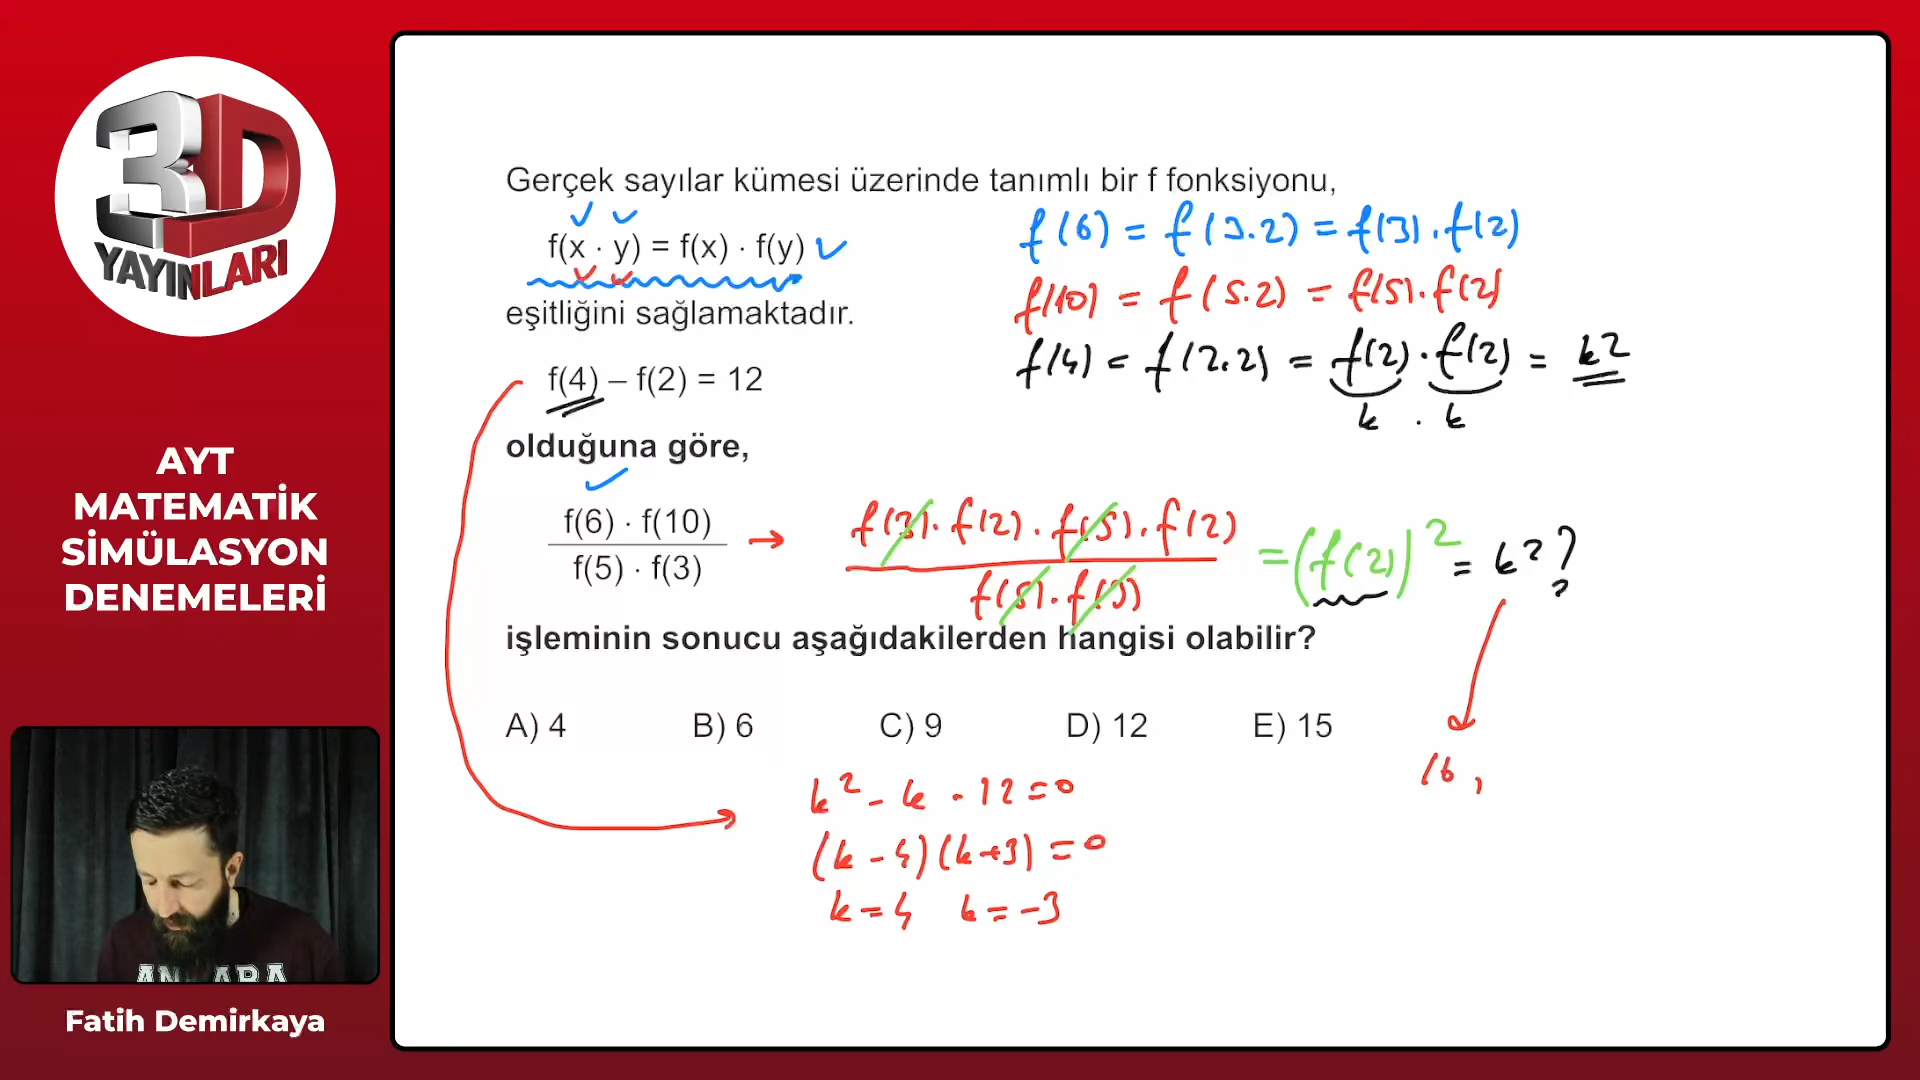 3D
YAYINLARI
AYT
MATEMATİK
SİMÜLASYON
DENEMELERİ
ANKARA
Fatih Demirkaya
Gerçek sayılar kümesi üzerinde tanımlı bir f fonksiyonu,
f(x · y) = f(x) · f(y)
eşitliğini sağlamaktadır.
f(4) – f(2) = 12
olduğuna göre,
f(6) · f(10)
f(5) · f(3)
işleminin sonucu aşağıdakilerden hangisi olabilir?
A) 4 B) 6 C) 9 D) 12 E) 15
f(6) = f(3.2) = f(3).f(2)
f(10) = f(5.2) = f(5).f(2)
f(4) = f(2.2) = f(2).f(2) = k²
k . k
f(3).f(2).f(5).f(2)
f(5).f(3)
=(f(2))² = k² ?
16,
k² - k - 12 = 0
(k-4)(k+3) = 0
k=4 k=-3